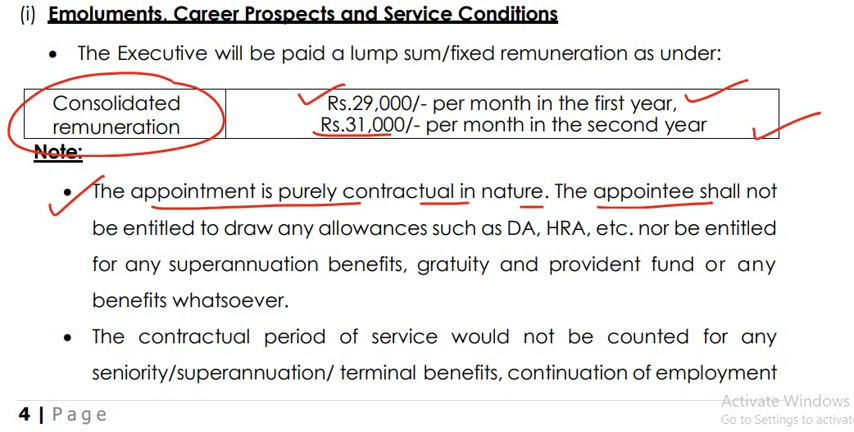 (i) Emoluments, Career Prospects and Service Conditions
• The Executive will be paid a lump sum/fixed remuneration as under:
Consolidated remuneration
Rs.29,000/- per month in the first year,
Rs.31,000/- per month in the second year
Note:
• The appointment is purely contractual in nature. The appointee shall not
be entitled to draw any allowances such as DA, HRA, etc. nor be entitled
for any superannuation benefits, gratuity and provident fund or any
benefits whatsoever.
• The contractual period of service would not be counted for any
seniority/superannuation/ terminal benefits, continuation of employment
4 | Page
Activate Windows
Go to Settings to activat